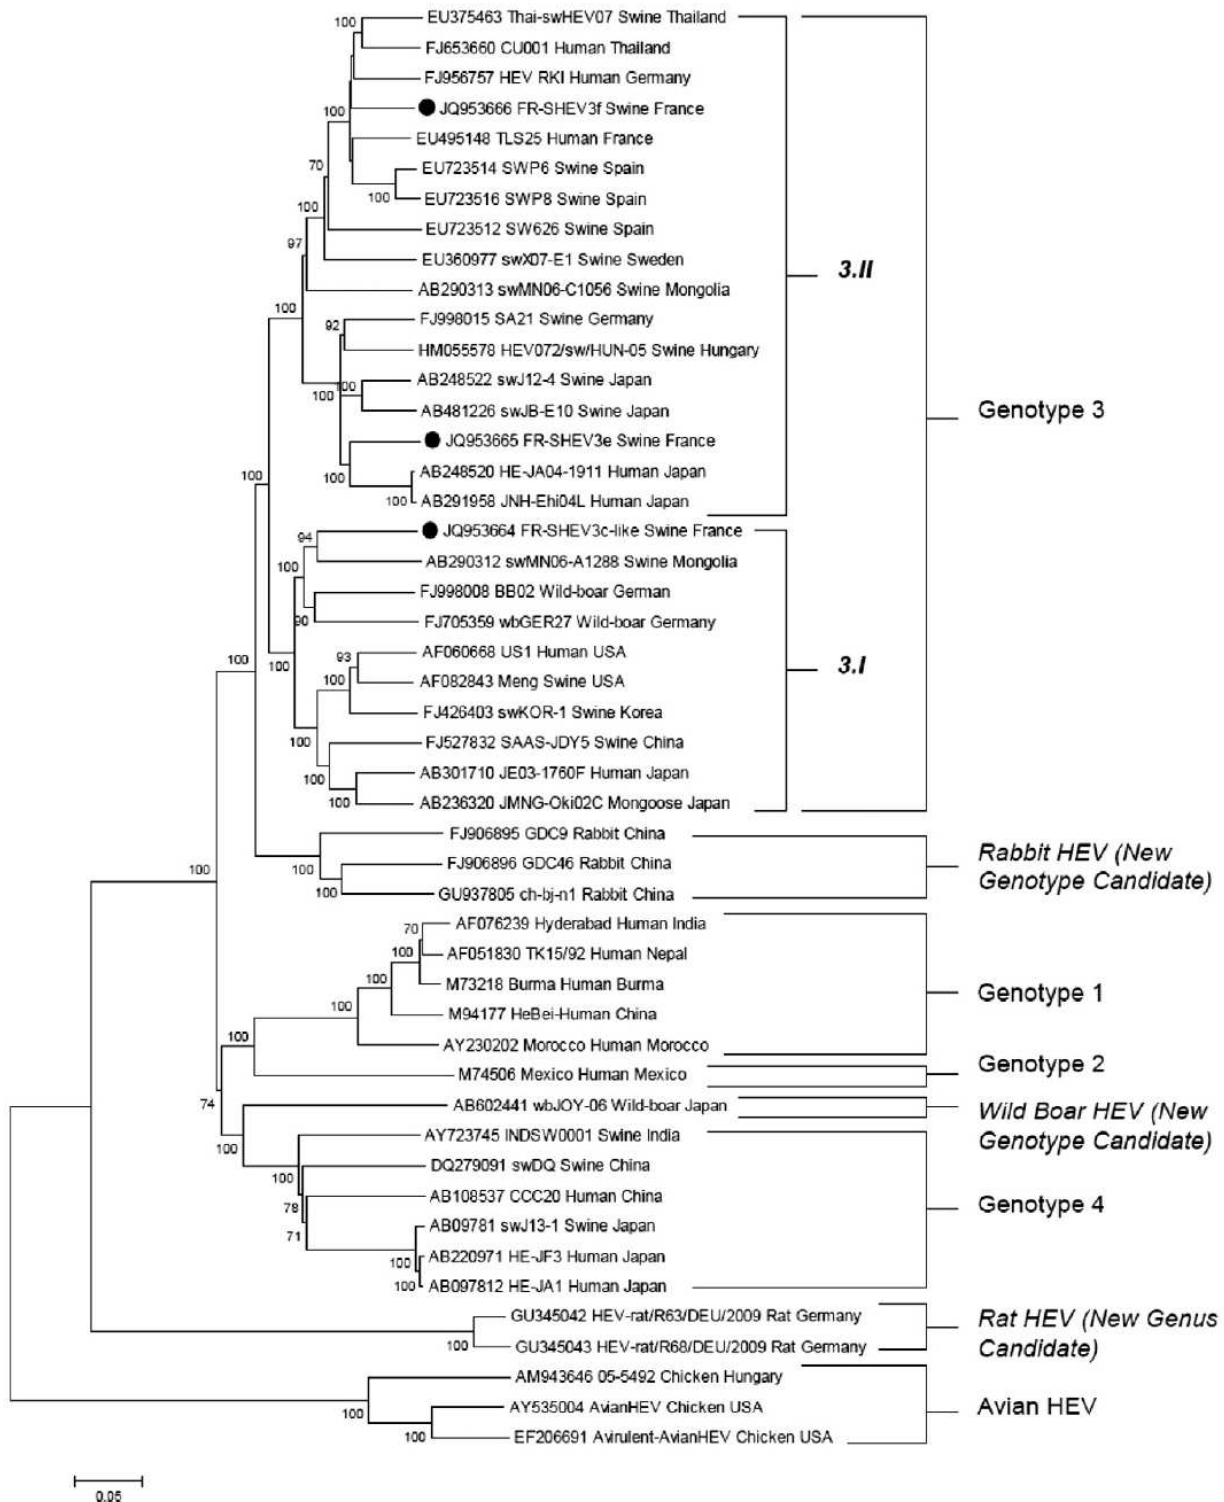 100
EU375463 Thai-swHEV07 Swine Thailand
FJ653660 CU001 Human Thailand
FJ956757 HEV RKI Human Germany
100
JQ953666 FR-SHEV3f Swine France
EU495148 TLS25 Human France
70
EU723514 SWP6 Swine Spain
100
EU723516 SWP8 Swine Spain
100
EU723512 SW626 Swine Spain
97
EU360977 swX07-E1 Swine Sweden
3.II
AB290313 swMN06-C1056 Swine Mongolia
100
92
FJ998015 SA21 Swine Germany
HM055578 HEV072/sw/HUN-05 Swine Hungary
100
100
AB248522 swJ12-4 Swine Japan
AB481226 swJB-E10 Swine Japan
Genotype 3
JQ953665 FR-SHEV3e Swine France
100
100
AB248520 HE-JA04-1911 Human Japan
100
AB291958 JNH-Ehi04L Human Japan
94
JQ953664 FR-SHEV3c-like Swine France
100
AB290312 swMN06-A1288 Swine Mongolia
FJ998008 BB02 Wild-boar German
90
FJ705359 wbGER27 Wild-boar Germany
100
100
93
AF060668 US1 Human USA
3.I
100
AF082843 Meng Swine USA
FJ426403 swKOR-1 Swine Korea
100
FJ527832 SAAS-JDY5 Swine China
100
AB301710 JE03-1760F Human Japan
100
AB236320 JMNG-Oki02C Mongoose Japan
FJ906895 GDC9 Rabbit China
100
100
FJ906896 GDC46 Rabbit China
Rabbit HEV (New
Genotype Candidate)
100
GU937805 ch-bj-n1 Rabbit China
70
AF076239 Hyderabad Human India
100
AF051830 TK15/92 Human Nepal
100
M73218 Burma Human Burma
Genotype 1
100
M94177 HeBei-Human China
100
AY230202 Morocco Human Morocco
Genotype 2
M74506 Mexico Human Mexico
74
AB602441 wbJOY-06 Wild-boar Japan
Wild Boar HEV (New
Genotype Candidate)
100
AY723745 INDSW0001 Swine India
100
DQ279091 swDQ Swine China
78
AB108537 CCC20 Human China
Genotype 4
71
AB09781 swJ13-1 Swine Japan
100
AB220971 HE-JF3 Human Japan
100
AB097812 HE-JA1 Human Japan
GU345042 HEV-rat/R63/DEU/2009 Rat Germany
Rat HEV (New Genus
Candidate)
100
GU345043 HEV-rat/R68/DEU/2009 Rat Germany
AM943646 05-5492 Chicken Hungary
100
AY535004 AvianHEV Chicken USA
Avian HEV
100
EF206691 Avirulent-AvianHEV Chicken USA
0.05